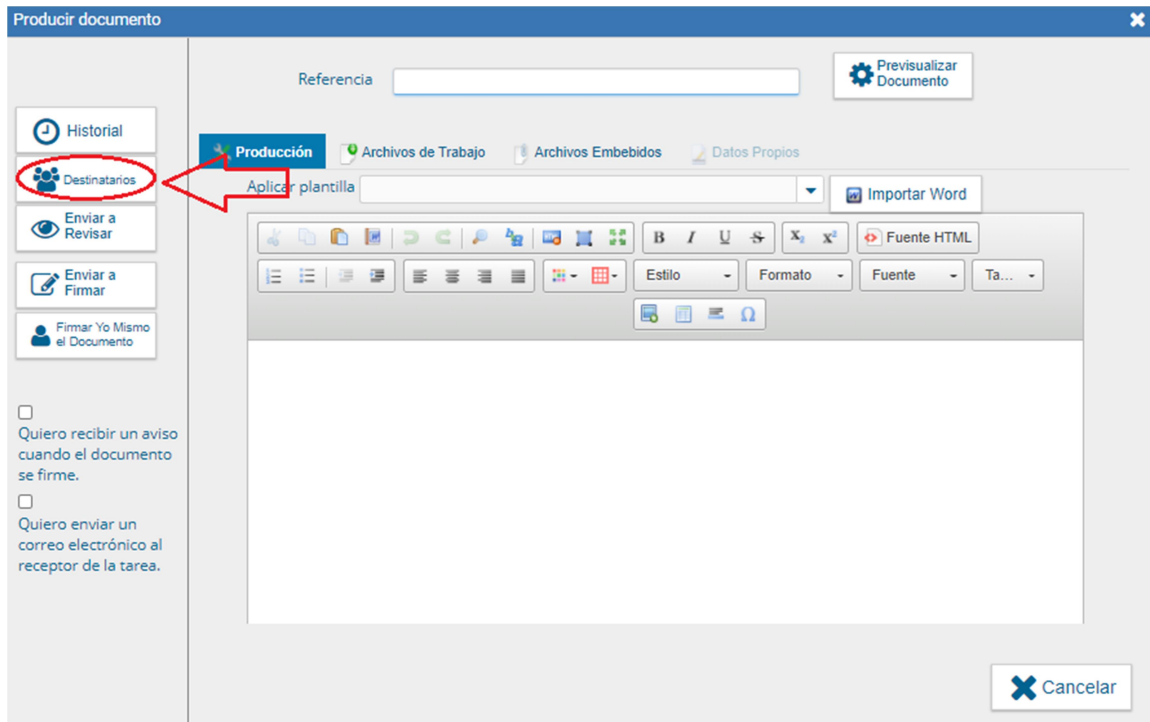 Producir documento
Referencia
Previsualizar
Documento
Historial
Destinatarios
Enviar a
Revisar
Enviar a
Firmar
Firmar Yo Mismo
el Documento
Quiero recibir un aviso
cuando el documento
se firme.
Quiero enviar un
correo electrónico al
receptor de la tarea.
Producción Archivos de Trabajo Archivos Embebidos Datos Propios
Aplicar plantilla Importar Word
B I U S X₂ X² Fuente HTML
Estilo Formato Fuente Ta...
Ω
Cancelar